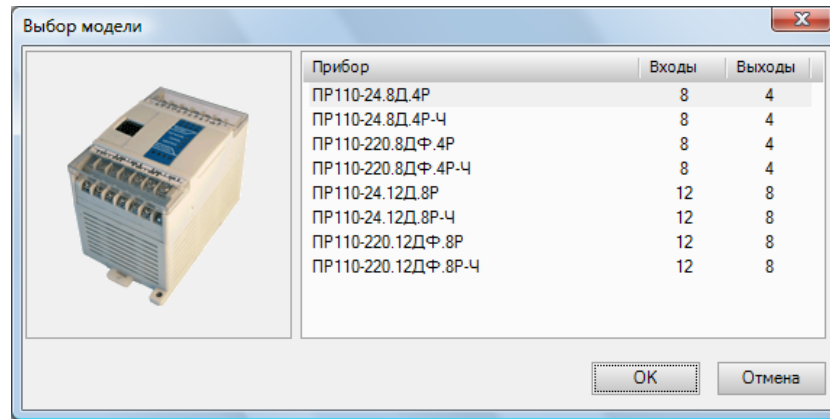 Выбор модели
Прибор Входы Выходы
ПР110-24.8Д.4Р 8 4
ПР110-24.8Д.4Р-Ч 8 4
ПР110-220.8ДФ.4Р 8 4
ПР110-220.8ДФ.4Р-Ч 8 4
ПР110-24.12Д.8Р 12 8
ПР110-24.12Д.8Р-Ч 12 8
ПР110-220.12ДФ.8Р 12 8
ПР110-220.12ДФ.8Р-Ч 12 8
OK Отмена